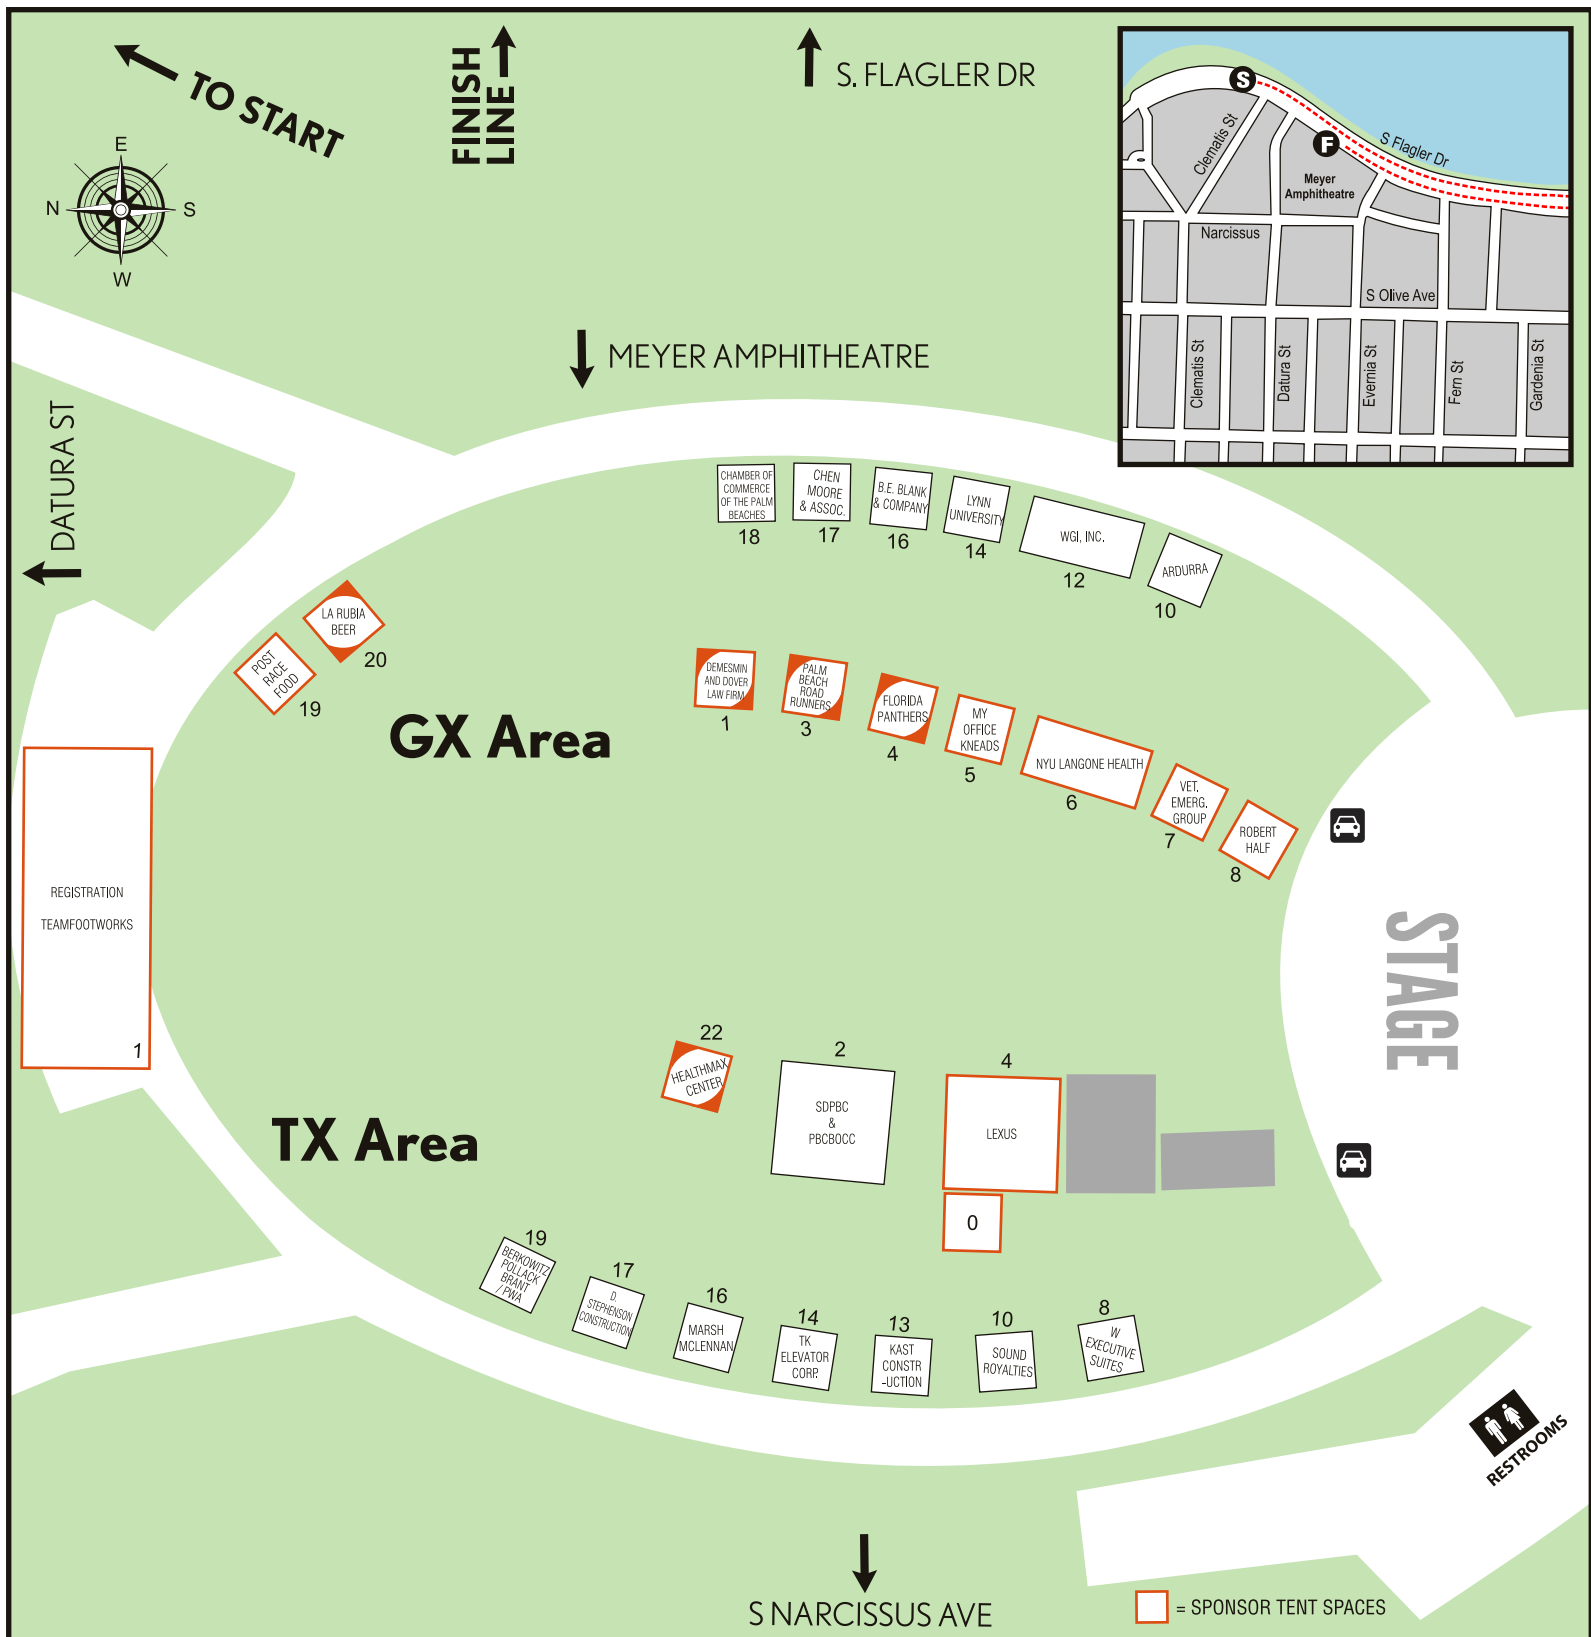 TO START
FINISH
LINE
S. FLAGLER DR
E
N
S
W
MEYER AMPHITHEATRE
DATURA ST
S
F
Clematis St
S Flagler Dr
Meyer
Amphitheatre
Narcissus
S Olive Ave
Clematis St
Datura St
Evernia St
Fern St
Gardenia St
CHAMBER OF
COMMERCE
OF THE PALM
BEACHES
18
CHEN
MOORE
& ASSOC.
17
B.E. BLANK
& COMPANY
16
LYNN
UNIVERSITY
14
WGI, INC.
12
ARDURRA
10
LA RUBIA
BEER
20
POST
RACE
FOOD
19
GX Area
DEMESMIN
AND DOVER
LAW FIRM
1
PALM
BEACH
ROAD
RUNNERS
3
FLORIDA
PANTHERS
4
MY
OFFICE
KNEADS
5
NYU LANGONE HEALTH
6
VET.
EMERG.
GROUP
7
ROBERT
HALF
8
REGISTRATION
TEAMFOOTWORKS
1
STAGE
22
HEALTHMAX
CENTER
2
SDPBC
&
PBCBOCC
4
LEXUS
0
TX Area
19
BERKOWITZ
POLLACK
BRANT
/ PWA
17
D.
STEPHENSON
CONSTRUCTION
16
MARSH
MCLENNAN
14
TK
ELEVATOR
CORP.
13
KAST
CONSTR
-UCTION
10
SOUND
ROYALTIES
8
W
EXECUTIVE
SUITES
RESTROOMS
S NARCISSUS AVE
= SPONSOR TENT SPACES